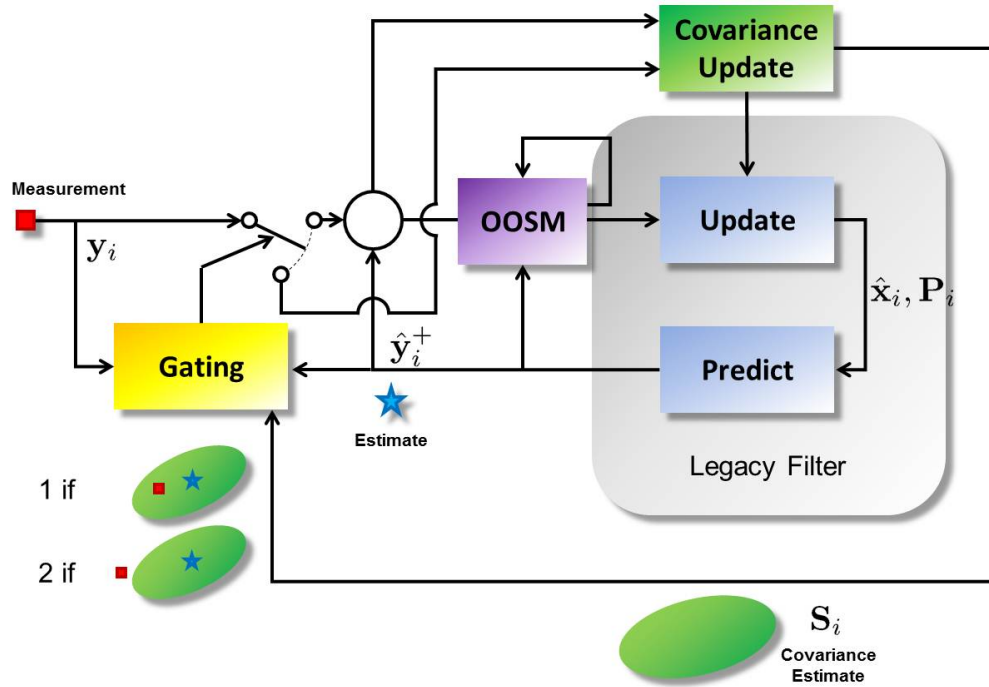 Covariance
Update
Measurement
y_i
OOSM
Update
x̂_i, P_i
Gating
ŷ_i^+
Predict
Estimate
Legacy Filter
1 if
2 if
S_i
Covariance
Estimate